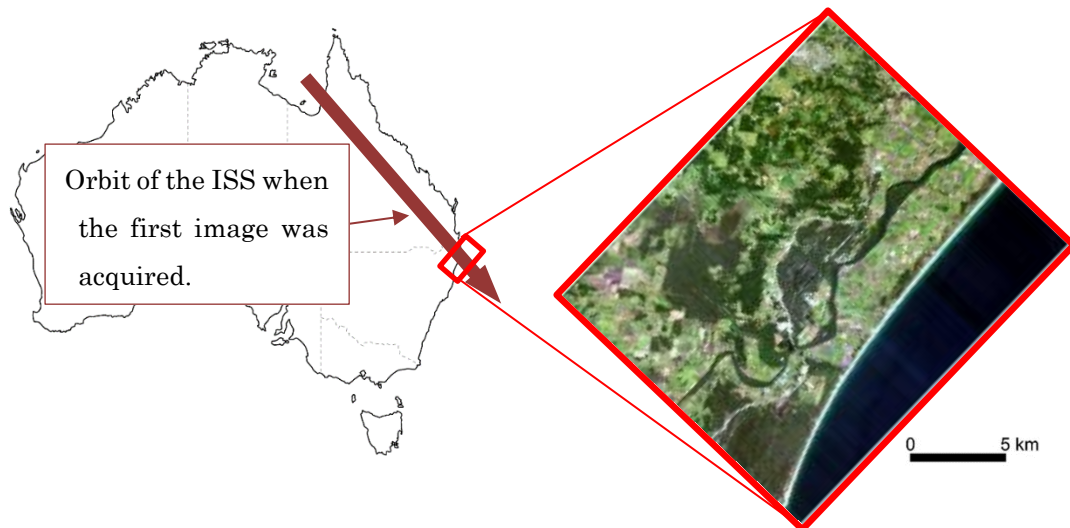 Orbit of the ISS when
the first image was
acquired.
0 5 km